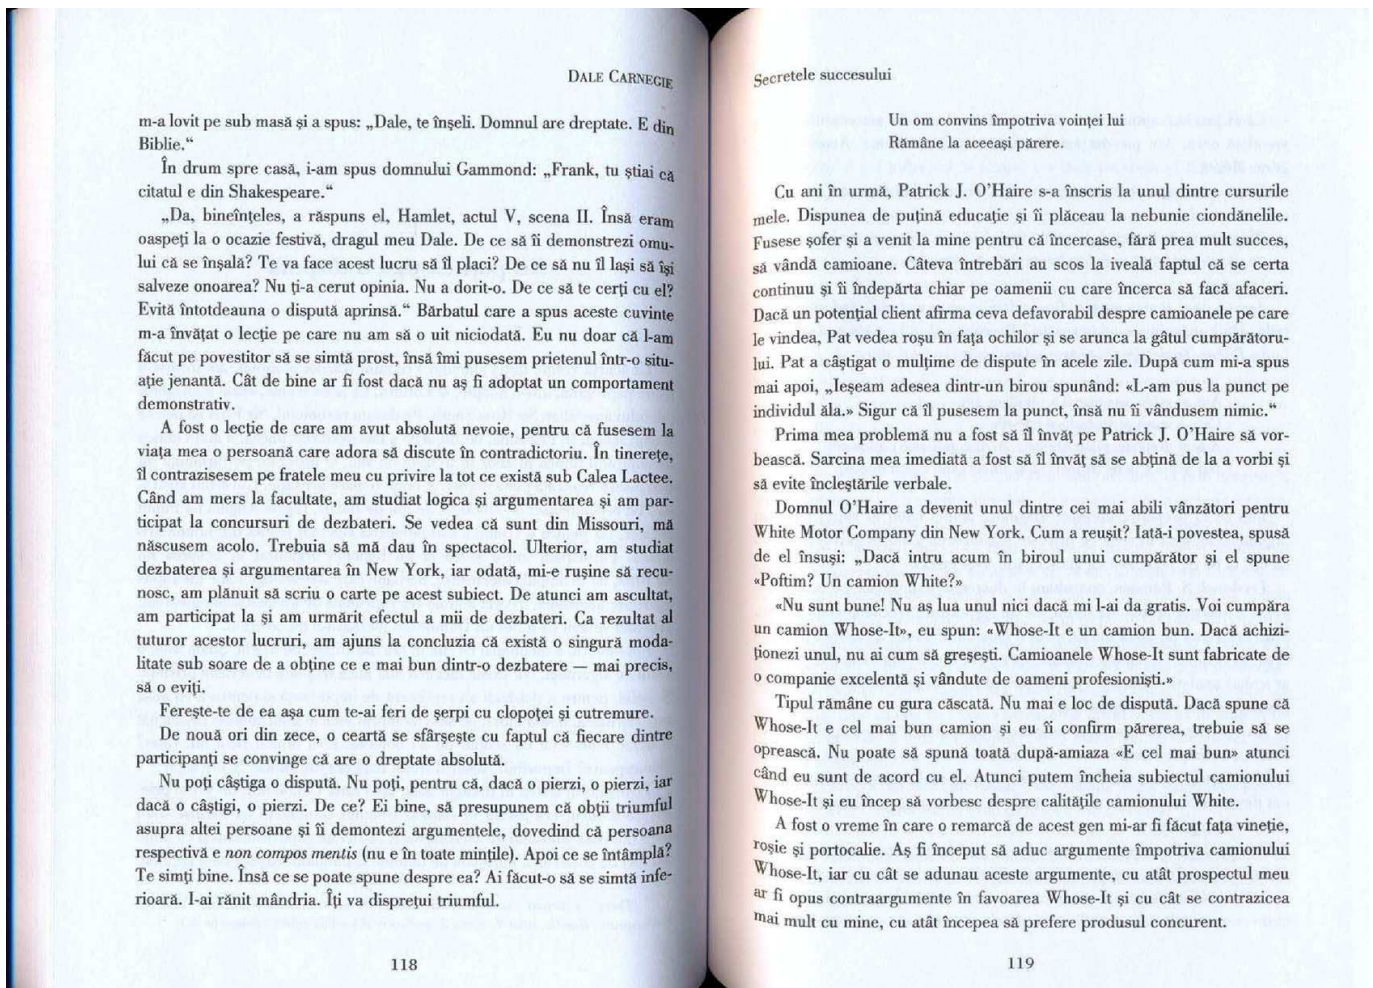 DALE CARNEGIE
m-a lovit pe sub masă și a spus: „Dale, te înșeli. Domnul are dreptate. E din
Biblie.“
În drum spre casă, i-am spus domnului Gammond: „Frank, tu știai că
citatul e din Shakespeare.“
„Da, bineînțeles, a răspuns el, Hamlet, actul V, scena II. Însă eram
oaspeți la o ocazie festivă, dragul meu Dale. De ce să îi demonstrezi omu-
lui că se înșală? Te va face acest lucru să îl placi? De ce să nu îl lași să își
salveze onoarea? Nu ți-a cerut opinia. Nu a dorit-o. De ce să te cerți cu el?
Evită întotdeauna o dispută aprinsă.“ Bărbatul care a spus aceste cuvinte
m-a învățat o lecție pe care nu am să o uit niciodată. Eu nu doar că l-am
făcut pe povestitor să se simtă prost, însă îmi pusesem prietenul într-o situ-
ație jenantă. Cât de bine ar fi fost dacă nu aș fi adoptat un comportament
demonstrativ.
A fost o lecție de care am avut absolută nevoie, pentru că fusesem la
viața mea o persoană care adora să discute în contradictoriu. În tinerețe,
îl contrazisesem pe fratele meu cu privire la tot ce există sub Calea Lactee.
Când am mers la facultate, am studiat logica și argumentarea și am par-
ticipat la concursuri de dezbateri. Se vedea că sunt din Missouri, mă
născusem acolo. Trebuia să mă dau în spectacol. Ulterior, am studiat
dezbaterea și argumentarea în New York, iar odată, mi-e rușine să recu-
nosc, am plănuit să scriu o carte pe acest subiect. De atunci am ascultat,
am participat la și am urmărit efectul a mii de dezbateri. Ca rezultat al
tuturor acestor lucruri, am ajuns la concluzia că există o singură moda-
litate sub soare de a obține ce e mai bun dintr-o dezbatere — mai precis,
să o eviți.
Ferește-te de ea așa cum te-ai feri de șerpi cu clopoței și cutremure.
De nouă ori din zece, o ceartă se sfârșește cu faptul că fiecare dintre
participanți se convinge că are o dreptate absolută.
Nu poți câștiga o dispută. Nu poți, pentru că, dacă o pierzi, o pierzi, iar
dacă o câștigi, o pierzi. De ce? Ei bine, să presupunem că obții triumful
asupra altei persoane și îi demontezi argumentele, dovedind că persoana
respectivă e non compos mentis (nu e în toate mințile). Apoi ce se întâmplă?
Te simți bine. Însă ce se poate spune despre ea? Ai făcut-o să se simtă infe-
rioară. I-ai rănit mândria. Îți va disprețui triumful.
118
Secretele succesului
Un om convins împotriva voinței lui
Rămâne la aceeași părere.
Cu ani în urmă, Patrick J. O’Haire s-a înscris la unul dintre cursurile
mele. Dispunea de puțină educație și îi plăceau la nebunie ciondănelile.
Fusese șofer și a venit la mine pentru că încercase, fără prea mult succes,
să vândă camioane. Câteva întrebări au scos la iveală faptul că se certa
continuu și îi îndepărta chiar pe oamenii cu care încerca să facă afaceri.
Dacă un potențial client afirma ceva defavorabil despre camioanele pe care
le vindea, Pat vedea roșu în fața ochilor și se arunca la gâtul cumpărătoru-
lui. Pat a câștigat o mulțime de dispute în acele zile. După cum mi-a spus
mai apoi, „Ieșeam adesea dintr-un birou spunând: «L-am pus la punct pe
individul ăla.» Sigur că îl pusesem la punct, însă nu îi vândusem nimic.“
Prima mea problemă nu a fost să îl învăț pe Patrick J. O’Haire să vor-
bească. Sarcina mea imediată a fost să îl învăț să se abțină de la a vorbi și
să evite încleștările verbale.
Domnul O’Haire a devenit unul dintre cei mai abili vânzători pentru
White Motor Company din New York. Cum a reușit? Iată-i povestea, spusă
de el însuși: „Dacă intru acum în biroul unui cumpărător și el spune
«Poftim? Un camion White?»
«Nu sunt bune! Nu aș lua unul nici dacă mi l-ai da gratis. Voi cumpăra
un camion Whose-It», eu spun: «Whose-It e un camion bun. Dacă achizi-
ționezi unul, nu ai cum să greșești. Camioanele Whose-It sunt fabricate de
o companie excelentă și vândute de oameni profesioniști.»
Tipul rămâne cu gura căscată. Nu mai e loc de dispută. Dacă spune că
Whose-It e cel mai bun camion și eu îi confirm părerea, trebuie să se
oprească. Nu poate să spună toată după-amiaza «E cel mai bun» atunci
când eu sunt de acord cu el. Atunci putem încheia subiectul camionului
Whose-It și eu încep să vorbesc despre calitățile camionului White.
A fost o vreme în care o remarcă de acest gen mi-ar fi făcut fața vineție,
roșie și portocalie. Aș fi început să aduc argumente împotriva camionului
Whose-It, iar cu cât se adunau aceste argumente, cu atât prospectul meu
ar fi opus contraargumente în favoarea Whose-It și cu cât se contrazicea
mai mult cu mine, cu atât începea să prefere produsul concurent.
119